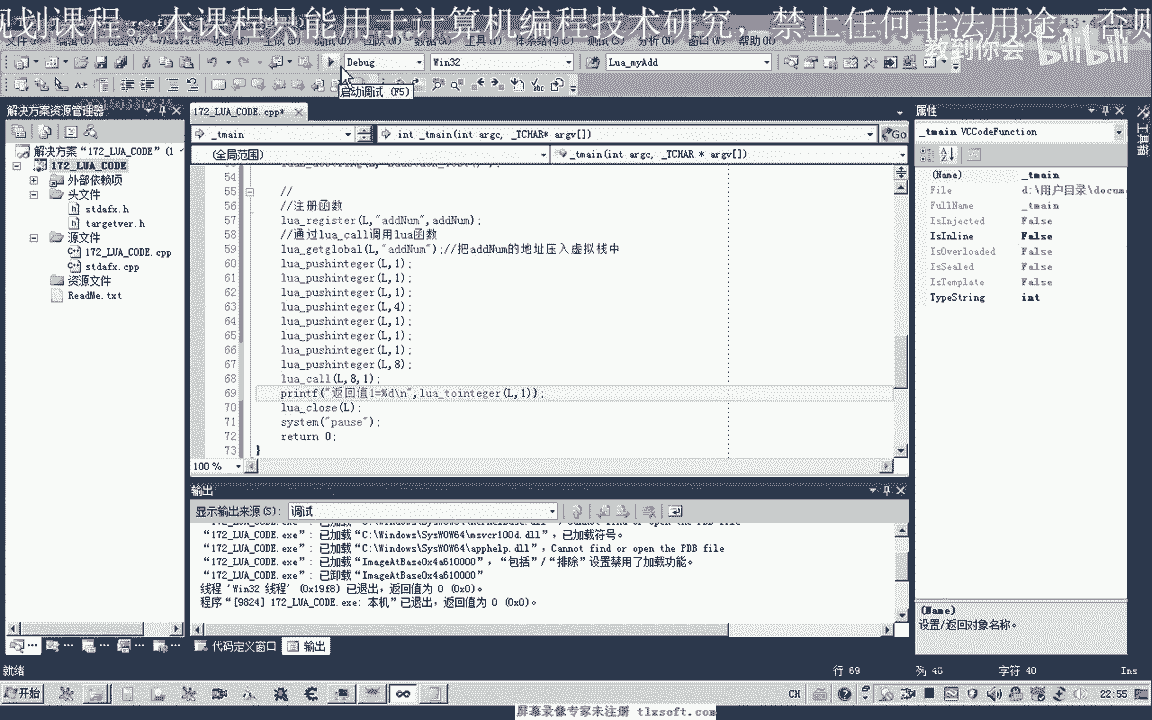 规划课程。本课程只能用于计算机编程技术研究，禁止任何非法用途，否则
教到你会 bilibili
Debug
Win32
Lua_myAdd
启动调试 (F5)
解决方案资源管理器
172_LUA_CODE.cpp*
属性
_tmain
int _tmain(int argc, _TCHAR* argv[])
Go
(全局范围)
_tmain(int argc, _TCHAR * argv[])
_tmain VCCodeFunction
工具箱
解决方案“172_LUA_CODE”(1
172_LUA_CODE
外部依赖项
头文件
stdafx.h
targetver.h
源文件
172_LUA_CODE.cpp
stdafx.cpp
资源文件
ReadMe.txt
54
55 //
56 //注册函数
57 lua_register(L,"addNum",addNum);
58 //通过lua_call调用lua函数
59 lua_getglobal(L,"addNum");//把addNum的地址压入虚拟栈中
60 lua_pushinteger(L,1);
61 lua_pushinteger(L,1);
62 lua_pushinteger(L,1);
63 lua_pushinteger(L,4);
64 lua_pushinteger(L,1);
65 lua_pushinteger(L,1);
66 lua_pushinteger(L,1);
67 lua_pushinteger(L,8);
68 lua_call(L,8,1);
69 printf("返回值1=%d\n",lua_tointeger(L,1));
70 lua_close(L);
71 system("pause");
72 return 0;
73 }
100 %
(Name) _tmain
File d:\用户目录\docum
FullName _tmain
IsInjected False
IsInline False
IsOverloaded False
IsSealed False
IsTemplate False
TypeString int
(Name)
设置/返回对象名称。
输出
显示输出来源(S): 调试
“172_LUA_CODE.exe”: 已加载“C:\Windows\SysWOW64\msvcr100d.dll”，已加载符号。
“172_LUA_CODE.exe”: 已加载“C:\Windows\SysWOW64\apphelp.dll”，Cannot find or open the PDB file
“172_LUA_CODE.exe”: 已加载“ImageAtBase0x4a610000”，“包括”/“排除”设置禁用了加载功能。
“172_LUA_CODE.exe”: 已卸载“ImageAtBase0x4a610000”
线程 'Win32 线程' (0x19f8) 已退出，返回值为 0 (0x0)。
程序“[9824] 172_LUA_CODE.exe: 本机”已退出，返回值为 0 (0x0)。
代码定义窗口
输出
就绪
行 69
字符 40
Ins
开始
CH
22:55
屏幕录像专家未注册 tlxsoft.com